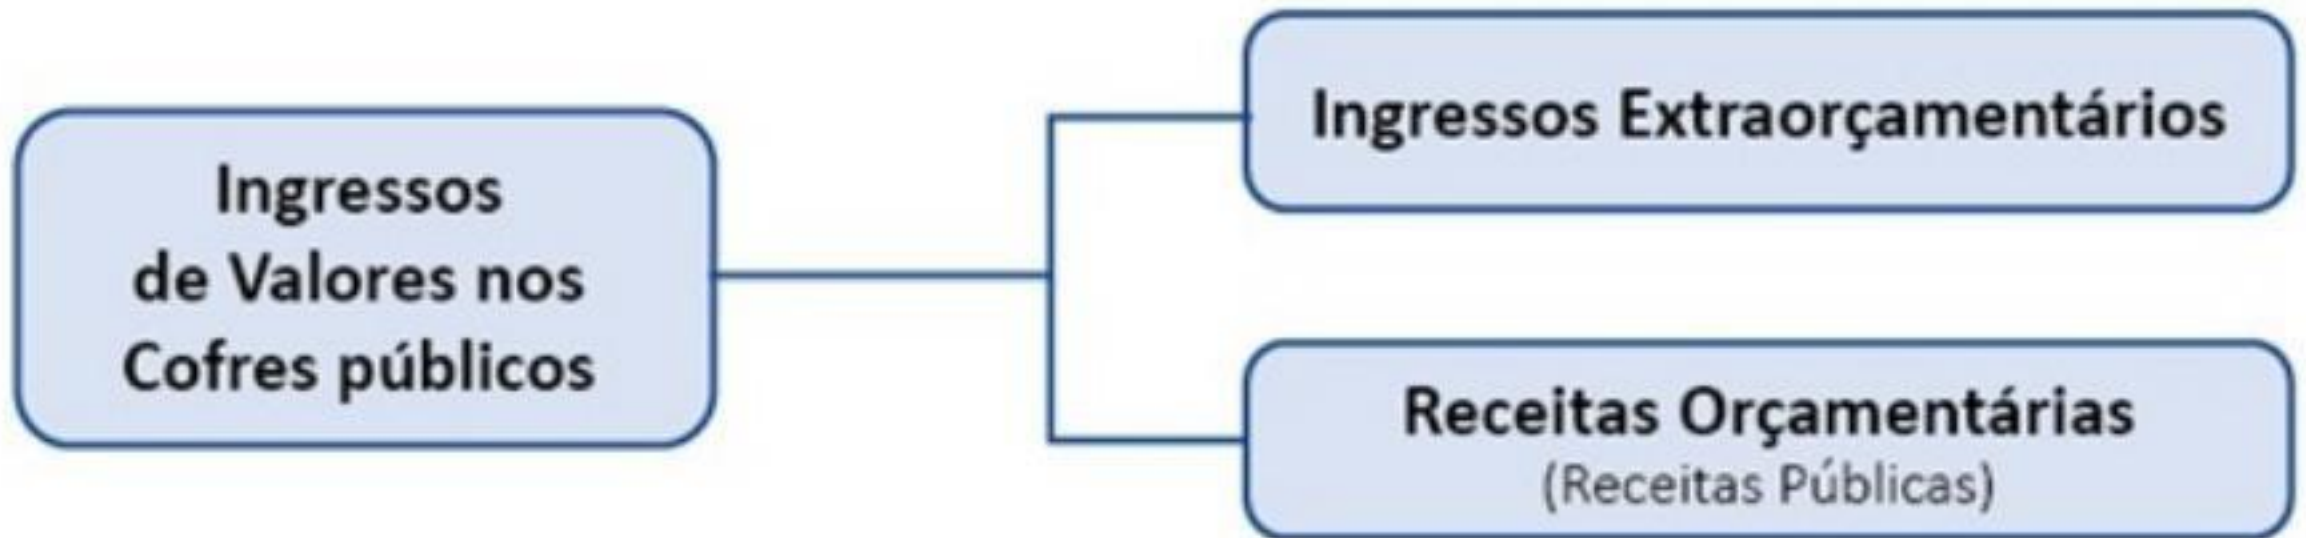 Ingressos
de Valores nos
Cofres públicos
Ingressos Extraorçamentários
Receitas Orçamentárias
(Receitas Públicas)